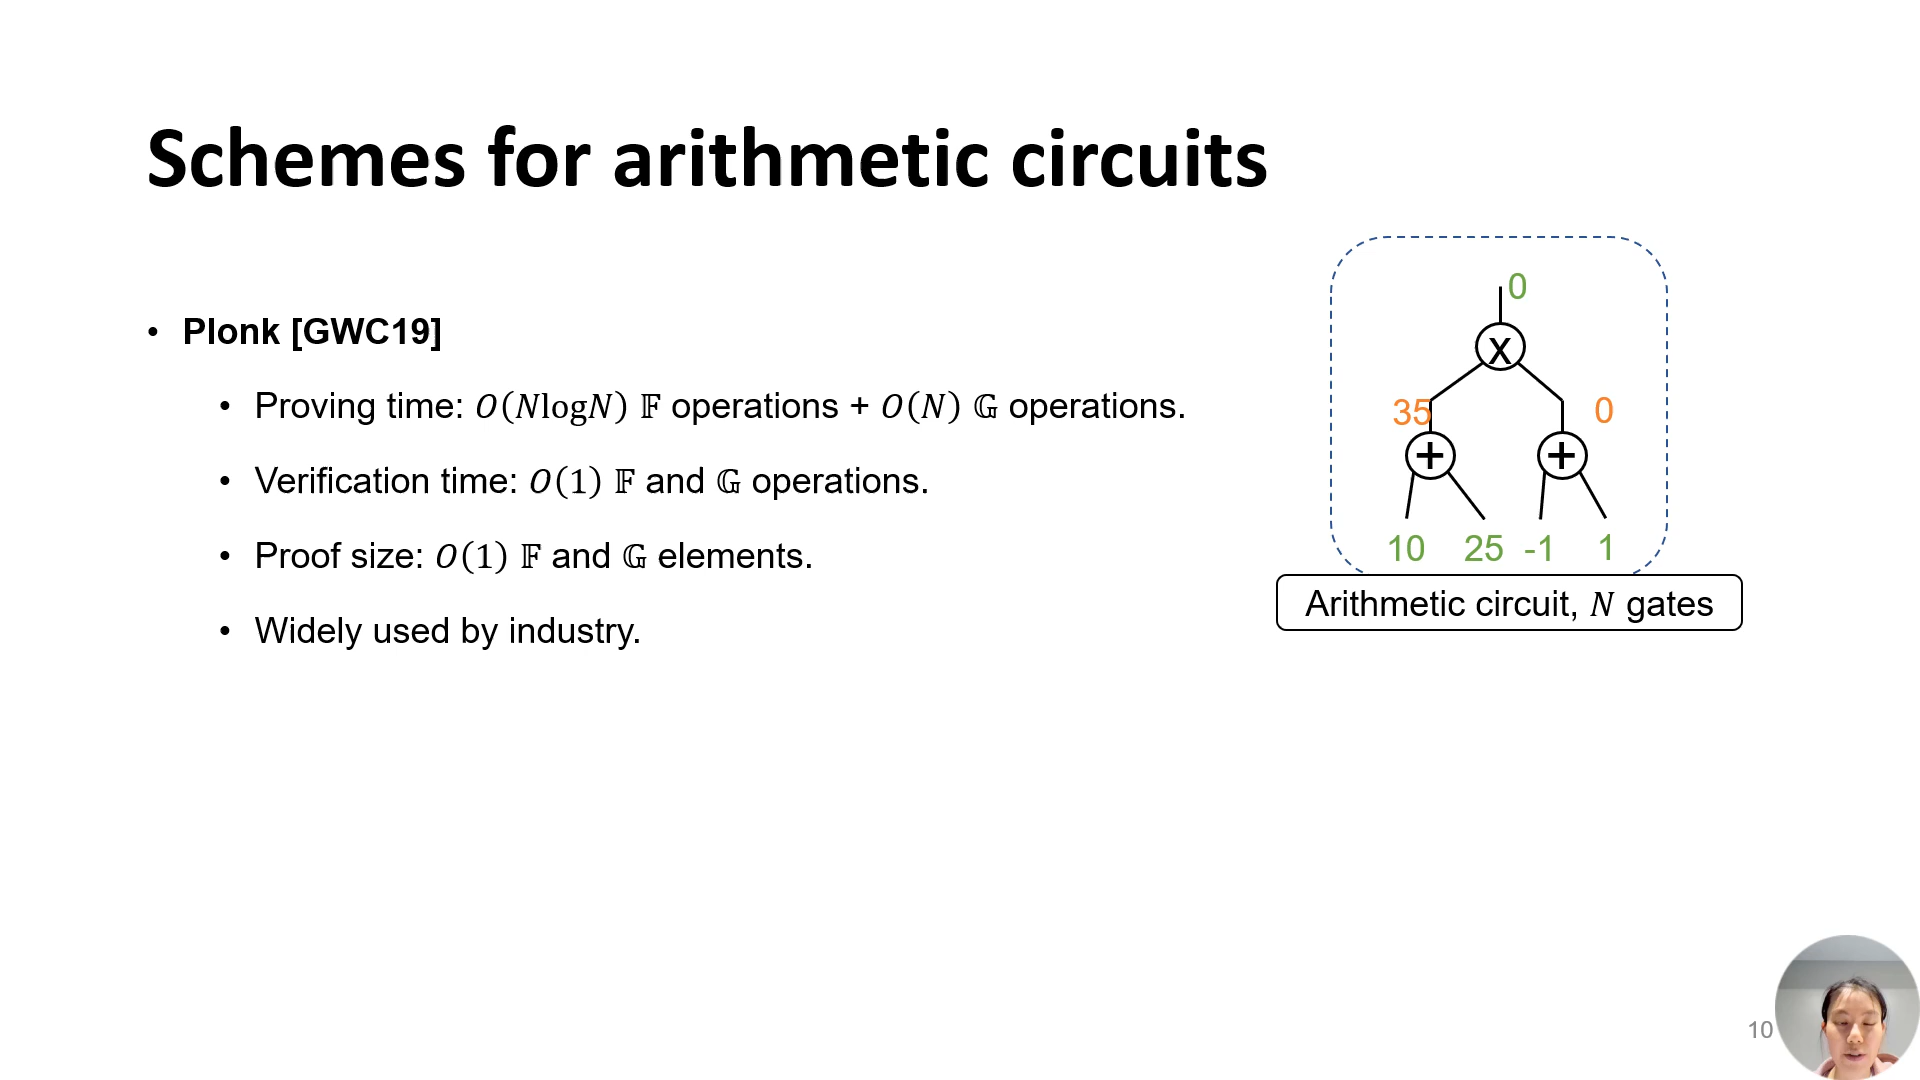 Schemes for arithmetic circuits
• Plonk [GWC19]
• Proving time: O(NlogN) 𝔽 operations + O(N) 𝔾 operations.
• Verification time: O(1) 𝔽 and 𝔾 operations.
• Proof size: O(1) 𝔽 and 𝔾 elements.
• Widely used by industry.
0
x
35 0
+ +
10 25 -1 1
Arithmetic circuit, N gates
10